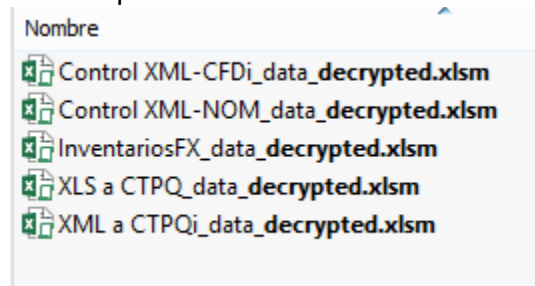 Nombre
Control XML-CFDi_data_decrypted.xlsm
Control XML-NOM_data_decrypted.xlsm
InventariosFX_data_decrypted.xlsm
XLS a CTPQ_data_decrypted.xlsm
XML a CTPQi_data_decrypted.xlsm